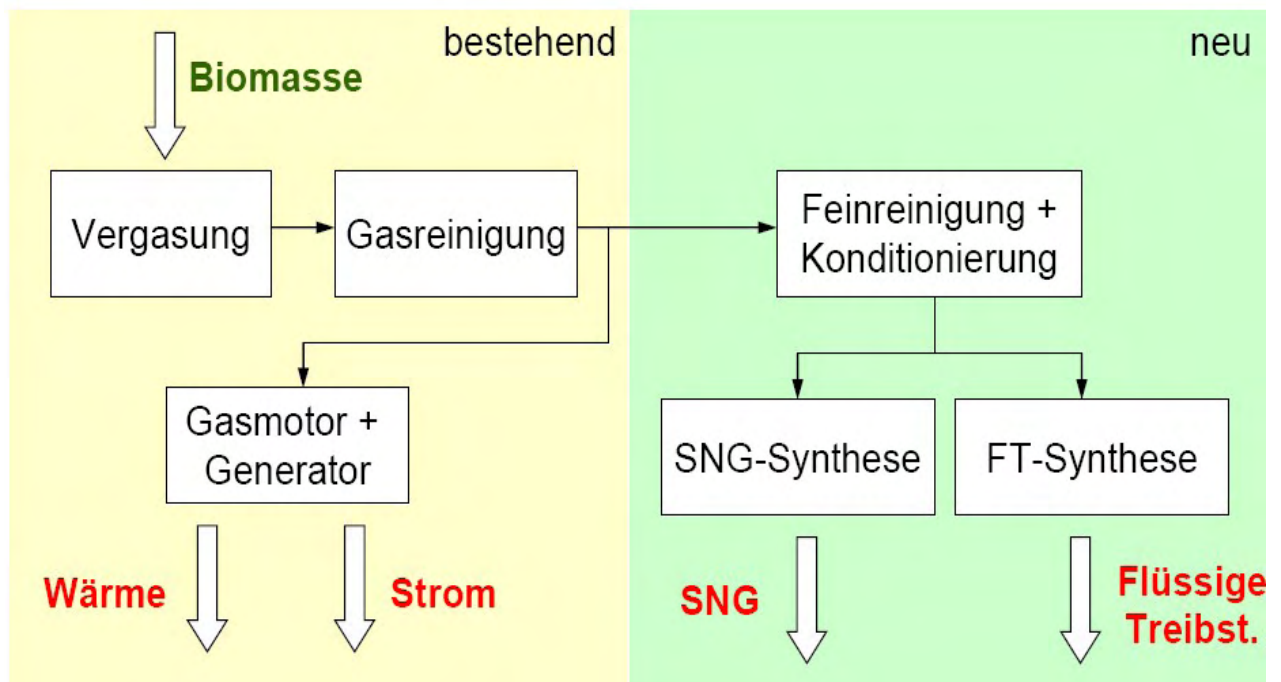 bestehend
neu
Biomasse
Vergasung
Gasreinigung
Feinreinigung +
Konditionierung
Gasmotor +
Generator
SNG-Synthese
FT-Synthese
Wärme
Strom
SNG
Flüssige
Treibst.